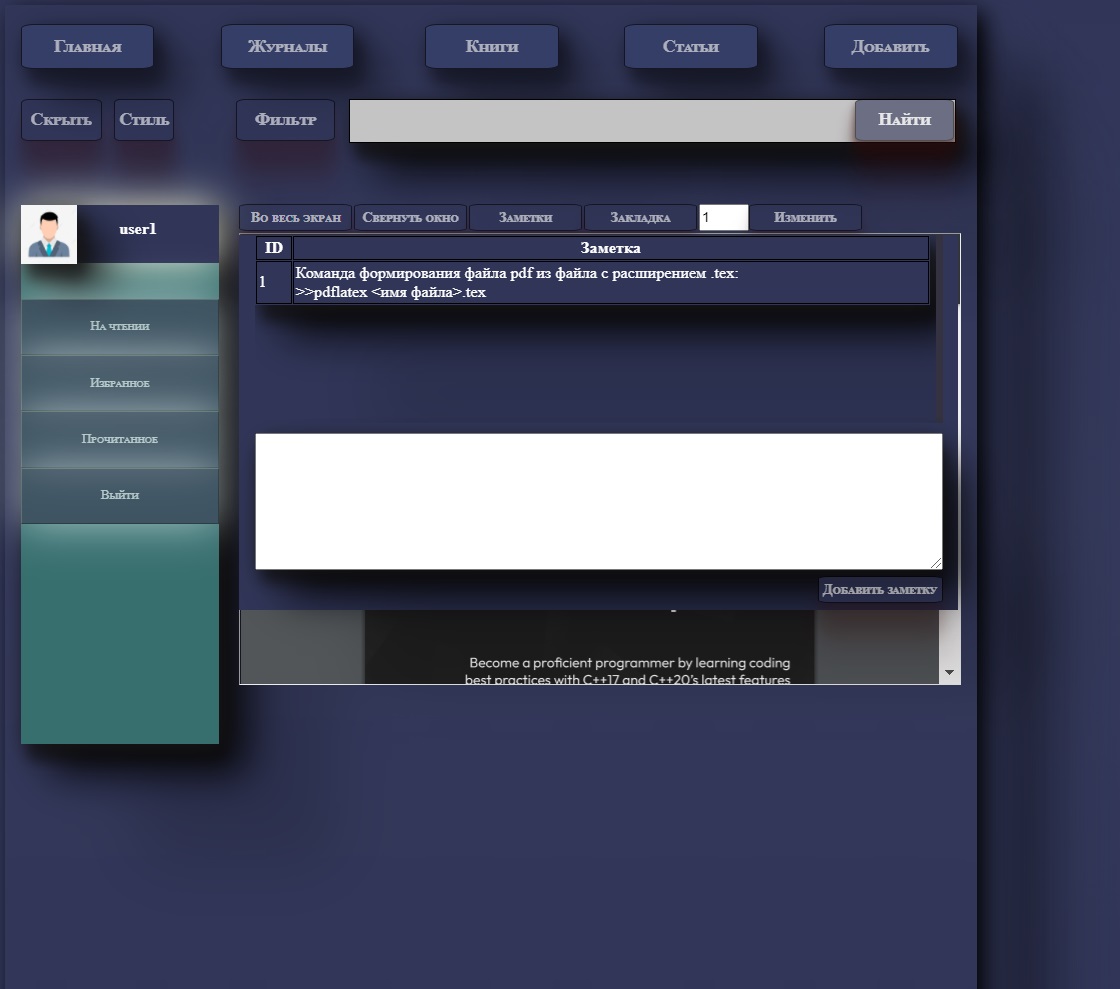 Главная Журналы Книги Статьи Добавить
Скрыть Стиль Фильтр Найти
user1
Во весь экран Свернуть окно Заметки Закладка 1 Изменить
ID Заметка
1 Команда формирования файла pdf из файла с расширением .tex:
>>pdflatex <имя файла>.tex
На чтении
Избранное
Прочитанное
Выйти
Добавить заметку
Become a proficient programmer by learning coding
best practices with C++17 and C++20's latest features